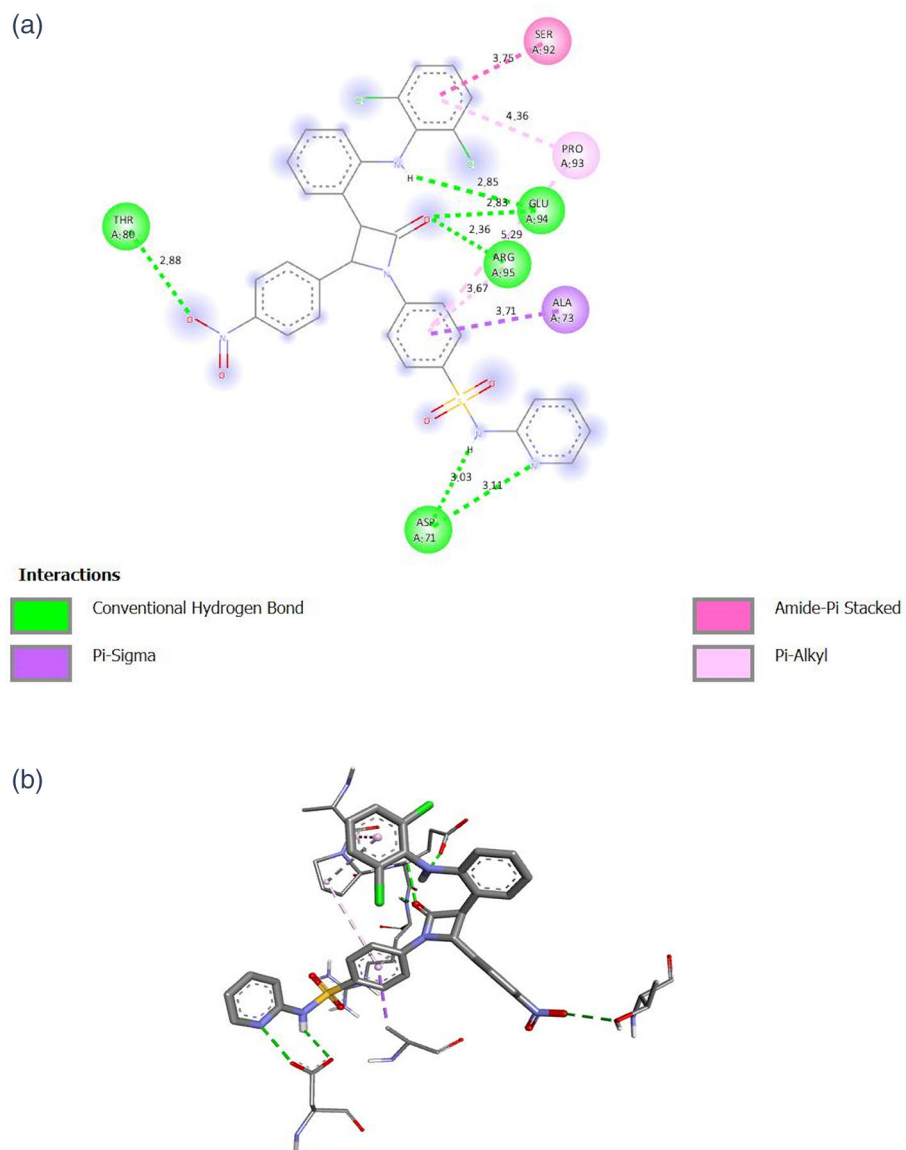 (a)
SER
A:92
3,75
4,36
PRO
A:93
Cl
Cl
N
H
2,85
2,83
GLU
A:94
O
2,36
5,29
ARG
A:95
THR
A:80
2,88
N
3,67
3,71
ALA
A:73
O
N
O
O
S
O
N
H
N
3,03
3,11
ASP
A:71
Interactions
Conventional Hydrogen Bond
Pi-Sigma
Amide-Pi Stacked
Pi-Alkyl
(b)